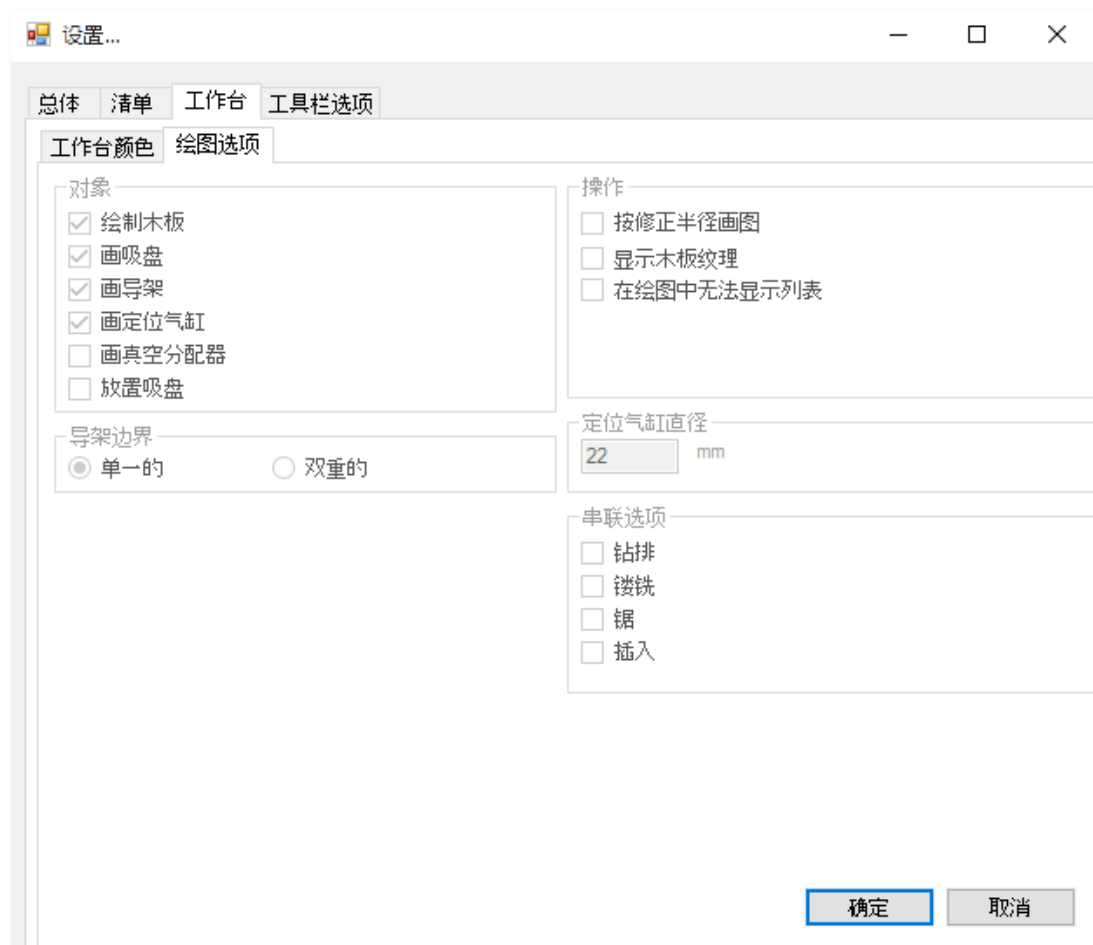 设置...
总体 清单 工作台 工具栏选项
工作台颜色 绘图选项
对象
绘制木板
画吸盘
画导架
画定位气缸
画真空分配器
放置吸盘
导架边界
单一的 双重的
操作
按修正半径画图
显示木板纹理
在绘图中无法显示列表
定位气缸直径
22 mm
串联选项
钻排
镂铣
锯
插入
确定 取消